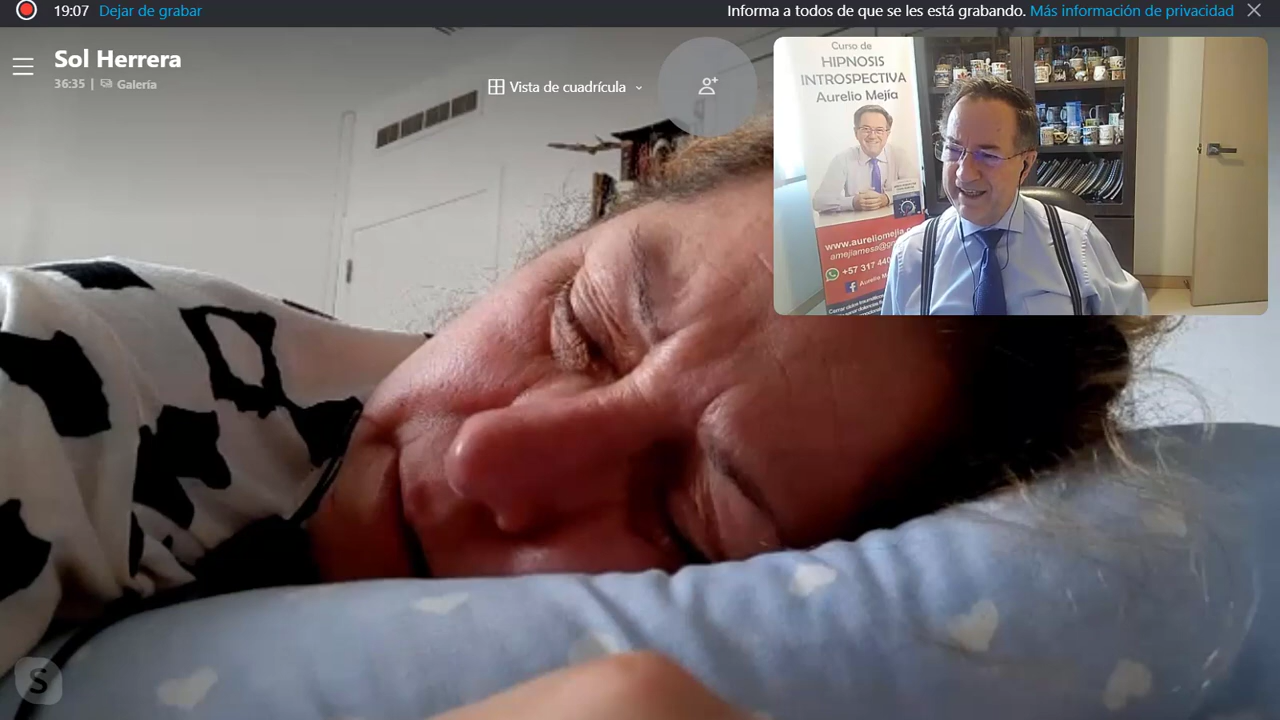 19:07 Dejar de grabar
Informa a todos de que se les está grabando. Más información de privacidad
Sol Herrera
36:35 | Galería
Vista de cuadrícula
Curso de
HIPNOSIS
INTROSPECTIVA
Aurelio Mejía
www.aureliomejia.c
amejiamesa@gm
+57 317 440
f Aurelio Me
S